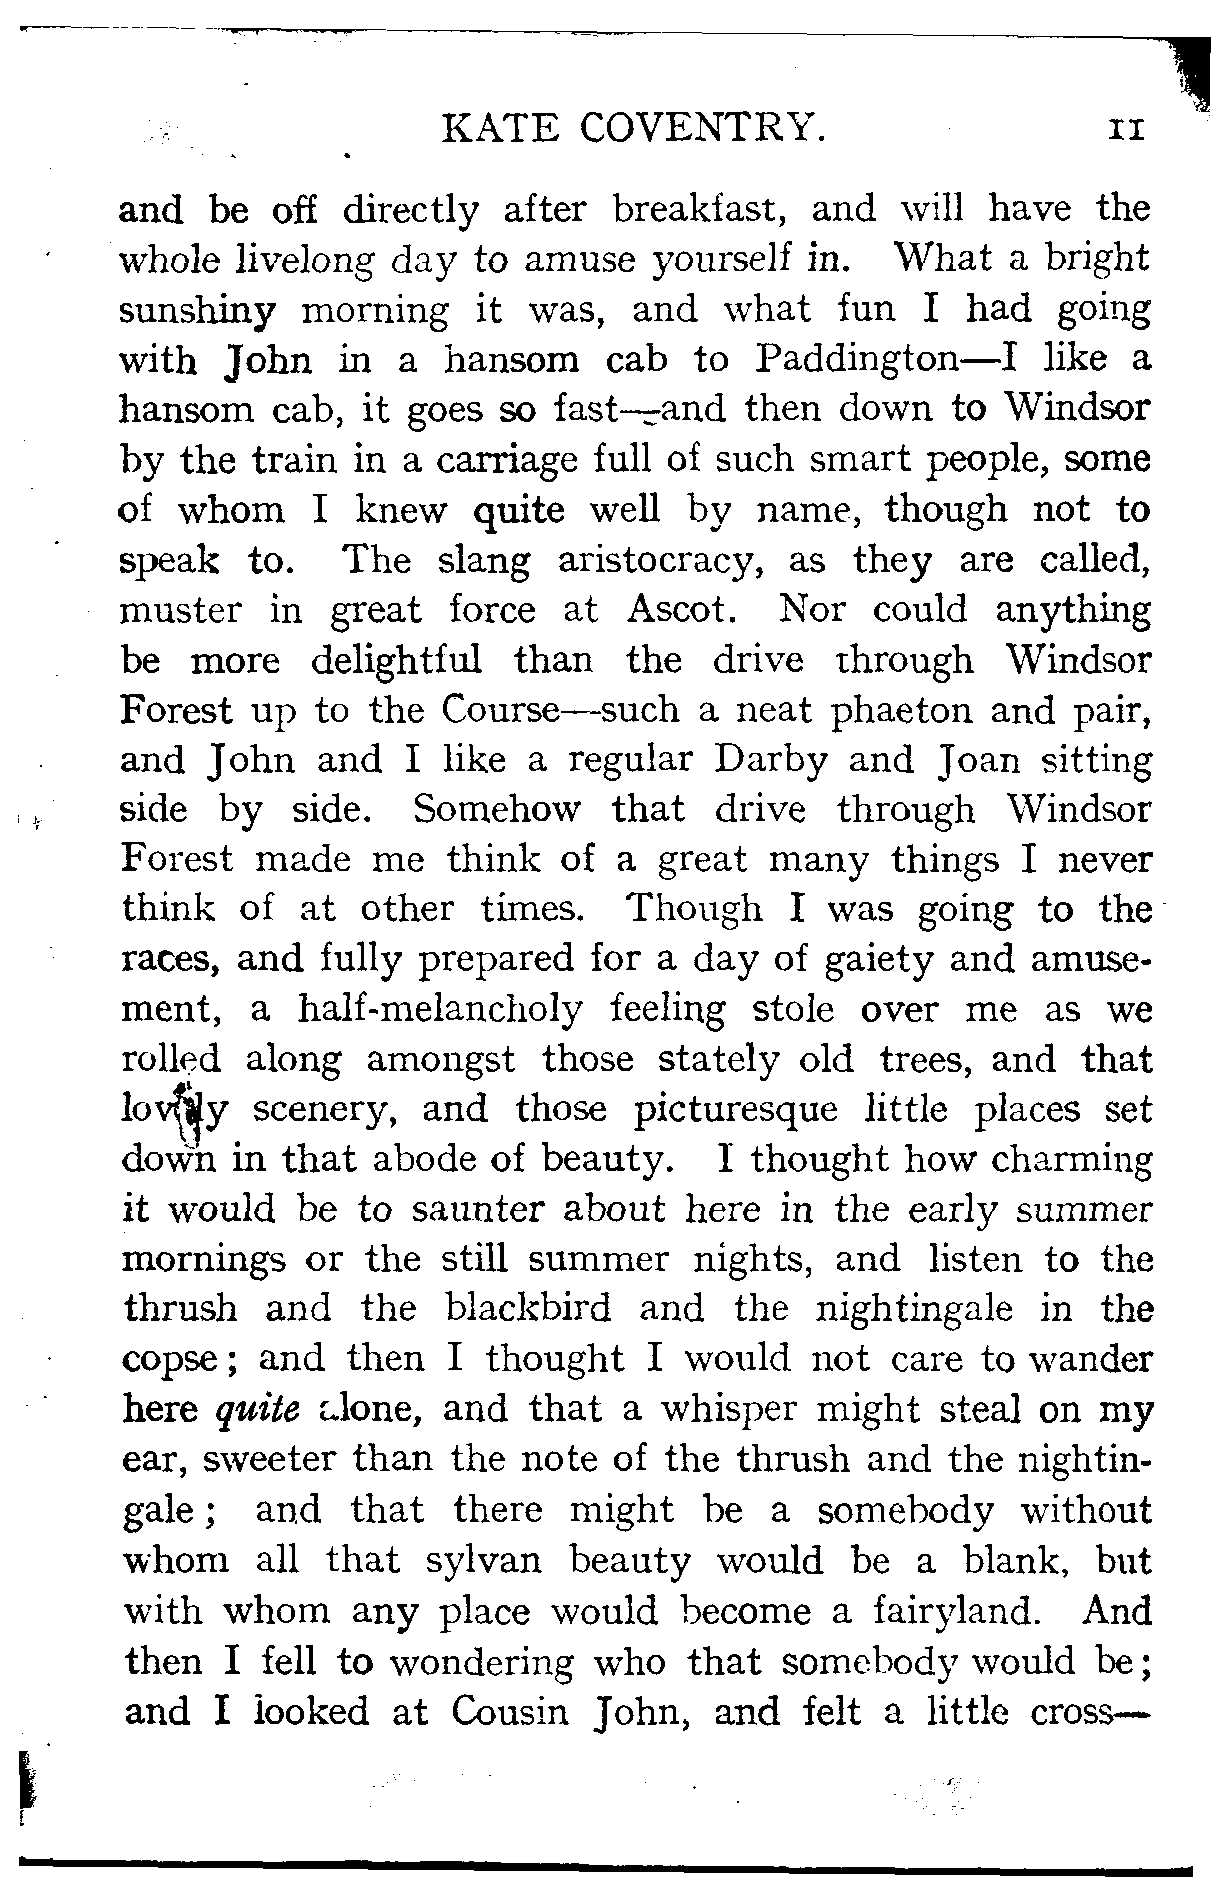 KATE COVENTRY. 11
and be off directly after breakfast, and will have the
whole livelong day to amuse yourself in. What a bright
sunshiny morning it was, and what fun I had going
with John in a hansom cab to Paddington—I like a
hansom cab, it goes so fast—and then down to Windsor
by the train in a carriage full of such smart people, some
of whom I knew quite well by name, though not to
speak to. The slang aristocracy, as they are called,
muster in great force at Ascot. Nor could anything
be more delightful than the drive through Windsor
Forest up to the Course—such a neat phaeton and pair,
and John and I like a regular Darby and Joan sitting
side by side. Somehow that drive through Windsor
Forest made me think of a great many things I never
think of at other times. Though I was going to the
races, and fully prepared for a day of gaiety and amuse-
ment, a half-melancholy feeling stole over me as we
rolled along amongst those stately old trees, and that
lovely scenery, and those picturesque little places set
down in that abode of beauty. I thought how charming
it would be to saunter about here in the early summer
mornings or the still summer nights, and listen to the
thrush and the blackbird and the nightingale in the
copse; and then I thought I would not care to wander
here quite alone, and that a whisper might steal on my
ear, sweeter than the note of the thrush and the nightin-
gale; and that there might be a somebody without
whom all that sylvan beauty would be a blank, but
with whom any place would become a fairyland. And
then I fell to wondering who that somebody would be;
and I looked at Cousin John, and felt a little cross—